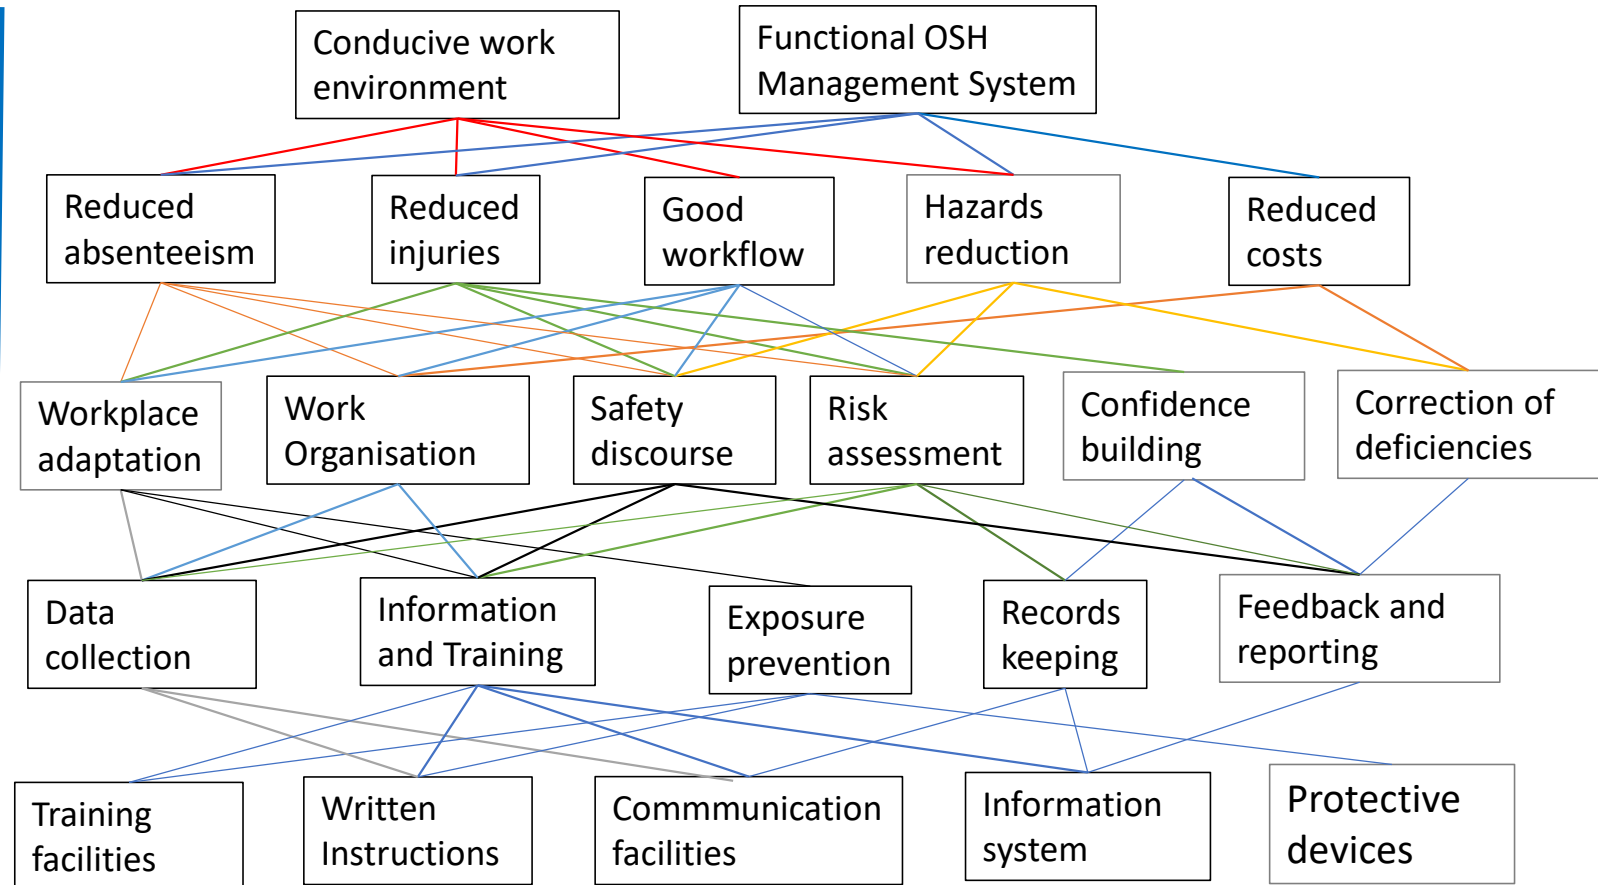 Conducive work
environment
Functional OSH
Management System
Reduced
absenteeism
Reduced
injuries
Good
workflow
Hazards
reduction
Reduced
costs
Workplace
adaptation
Work
Organisation
Safety
discourse
Risk
assessment
Confidence
building
Correction of
deficiencies
Data
collection
Information
and Training
Exposure
prevention
Records
keeping
Feedback and
reporting
Training
facilities
Written
Instructions
Commmunication
facilities
Information
system
Protective
devices